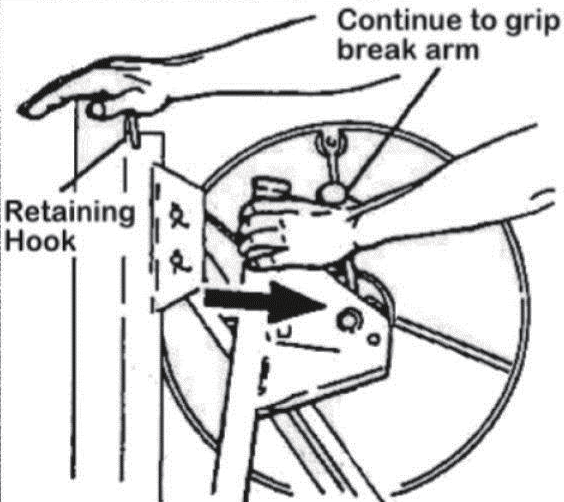 Continue to grip
break arm
Retaining
Hook